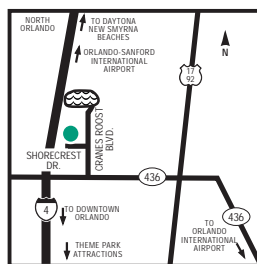 NORTH
ORLANDO
TO DAYTONA
NEW SMYRNA
BEACHES
ORLANDO-SANFORD
INTERNATIONAL
AIRPORT
N
17
92
CRANES ROOST
BLVD.
SHORECREST
DR.
436
4
TO DOWNTOWN
ORLANDO
436
TO
ORLANDO
INTERNATIONAL
AIRPORT
THEME PARK
ATTRACTIONS